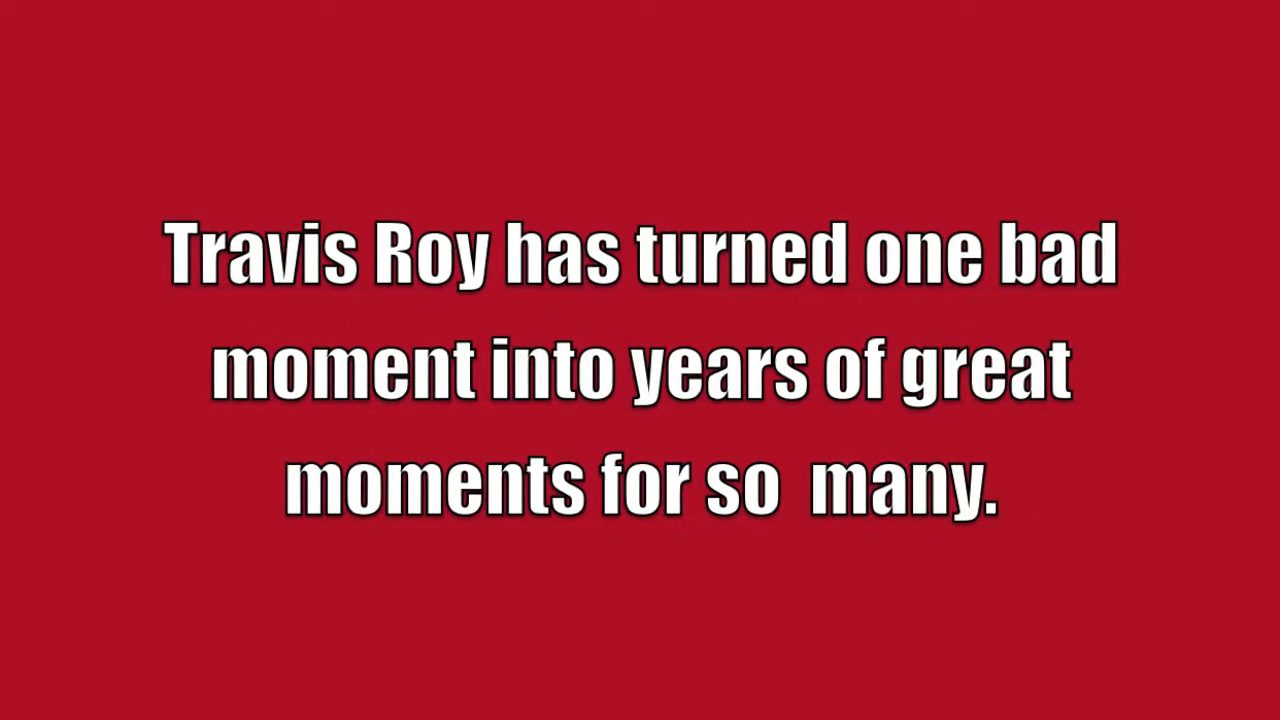 Travis Roy has turned one bad
moment into years of great
moments for so  many.